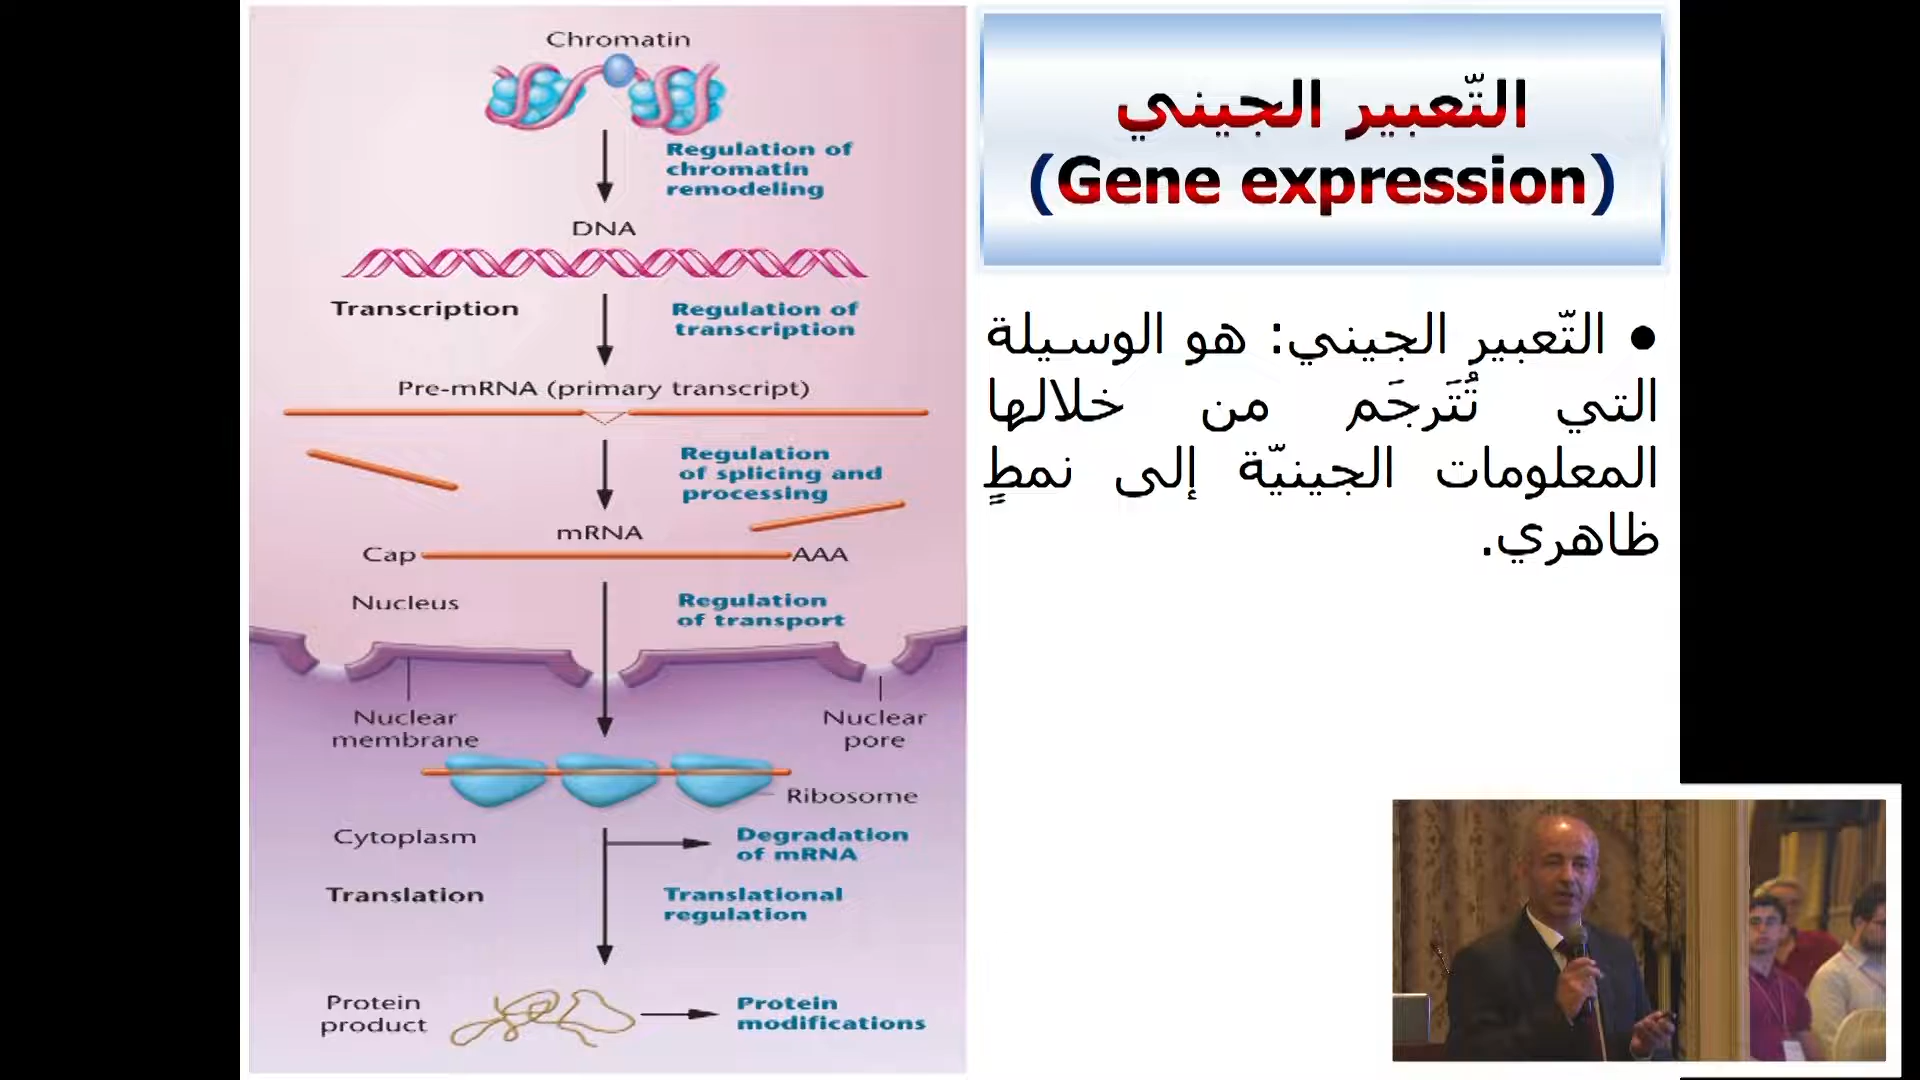 Chromatin
Regulation of
chromatin
remodeling
DNA
Transcription
Regulation of
transcription
Pre-mRNA (primary transcript)
Regulation
of splicing and
processing
mRNA
Cap
AAA
Nucleus
Regulation
of transport
Nuclear
membrane
Nuclear
pore
Ribosome
Cytoplasm
Degradation
of mRNA
Translation
Translational
regulation
Protein
product
Protein
modifications
التّعبير الجيني
(Gene expression)
• التّعبير الجيني: هو الوسيلة
التي تُتَرجَم من خلالها
المعلومات الجينيّة إلى نمطٍ
ظاهري.